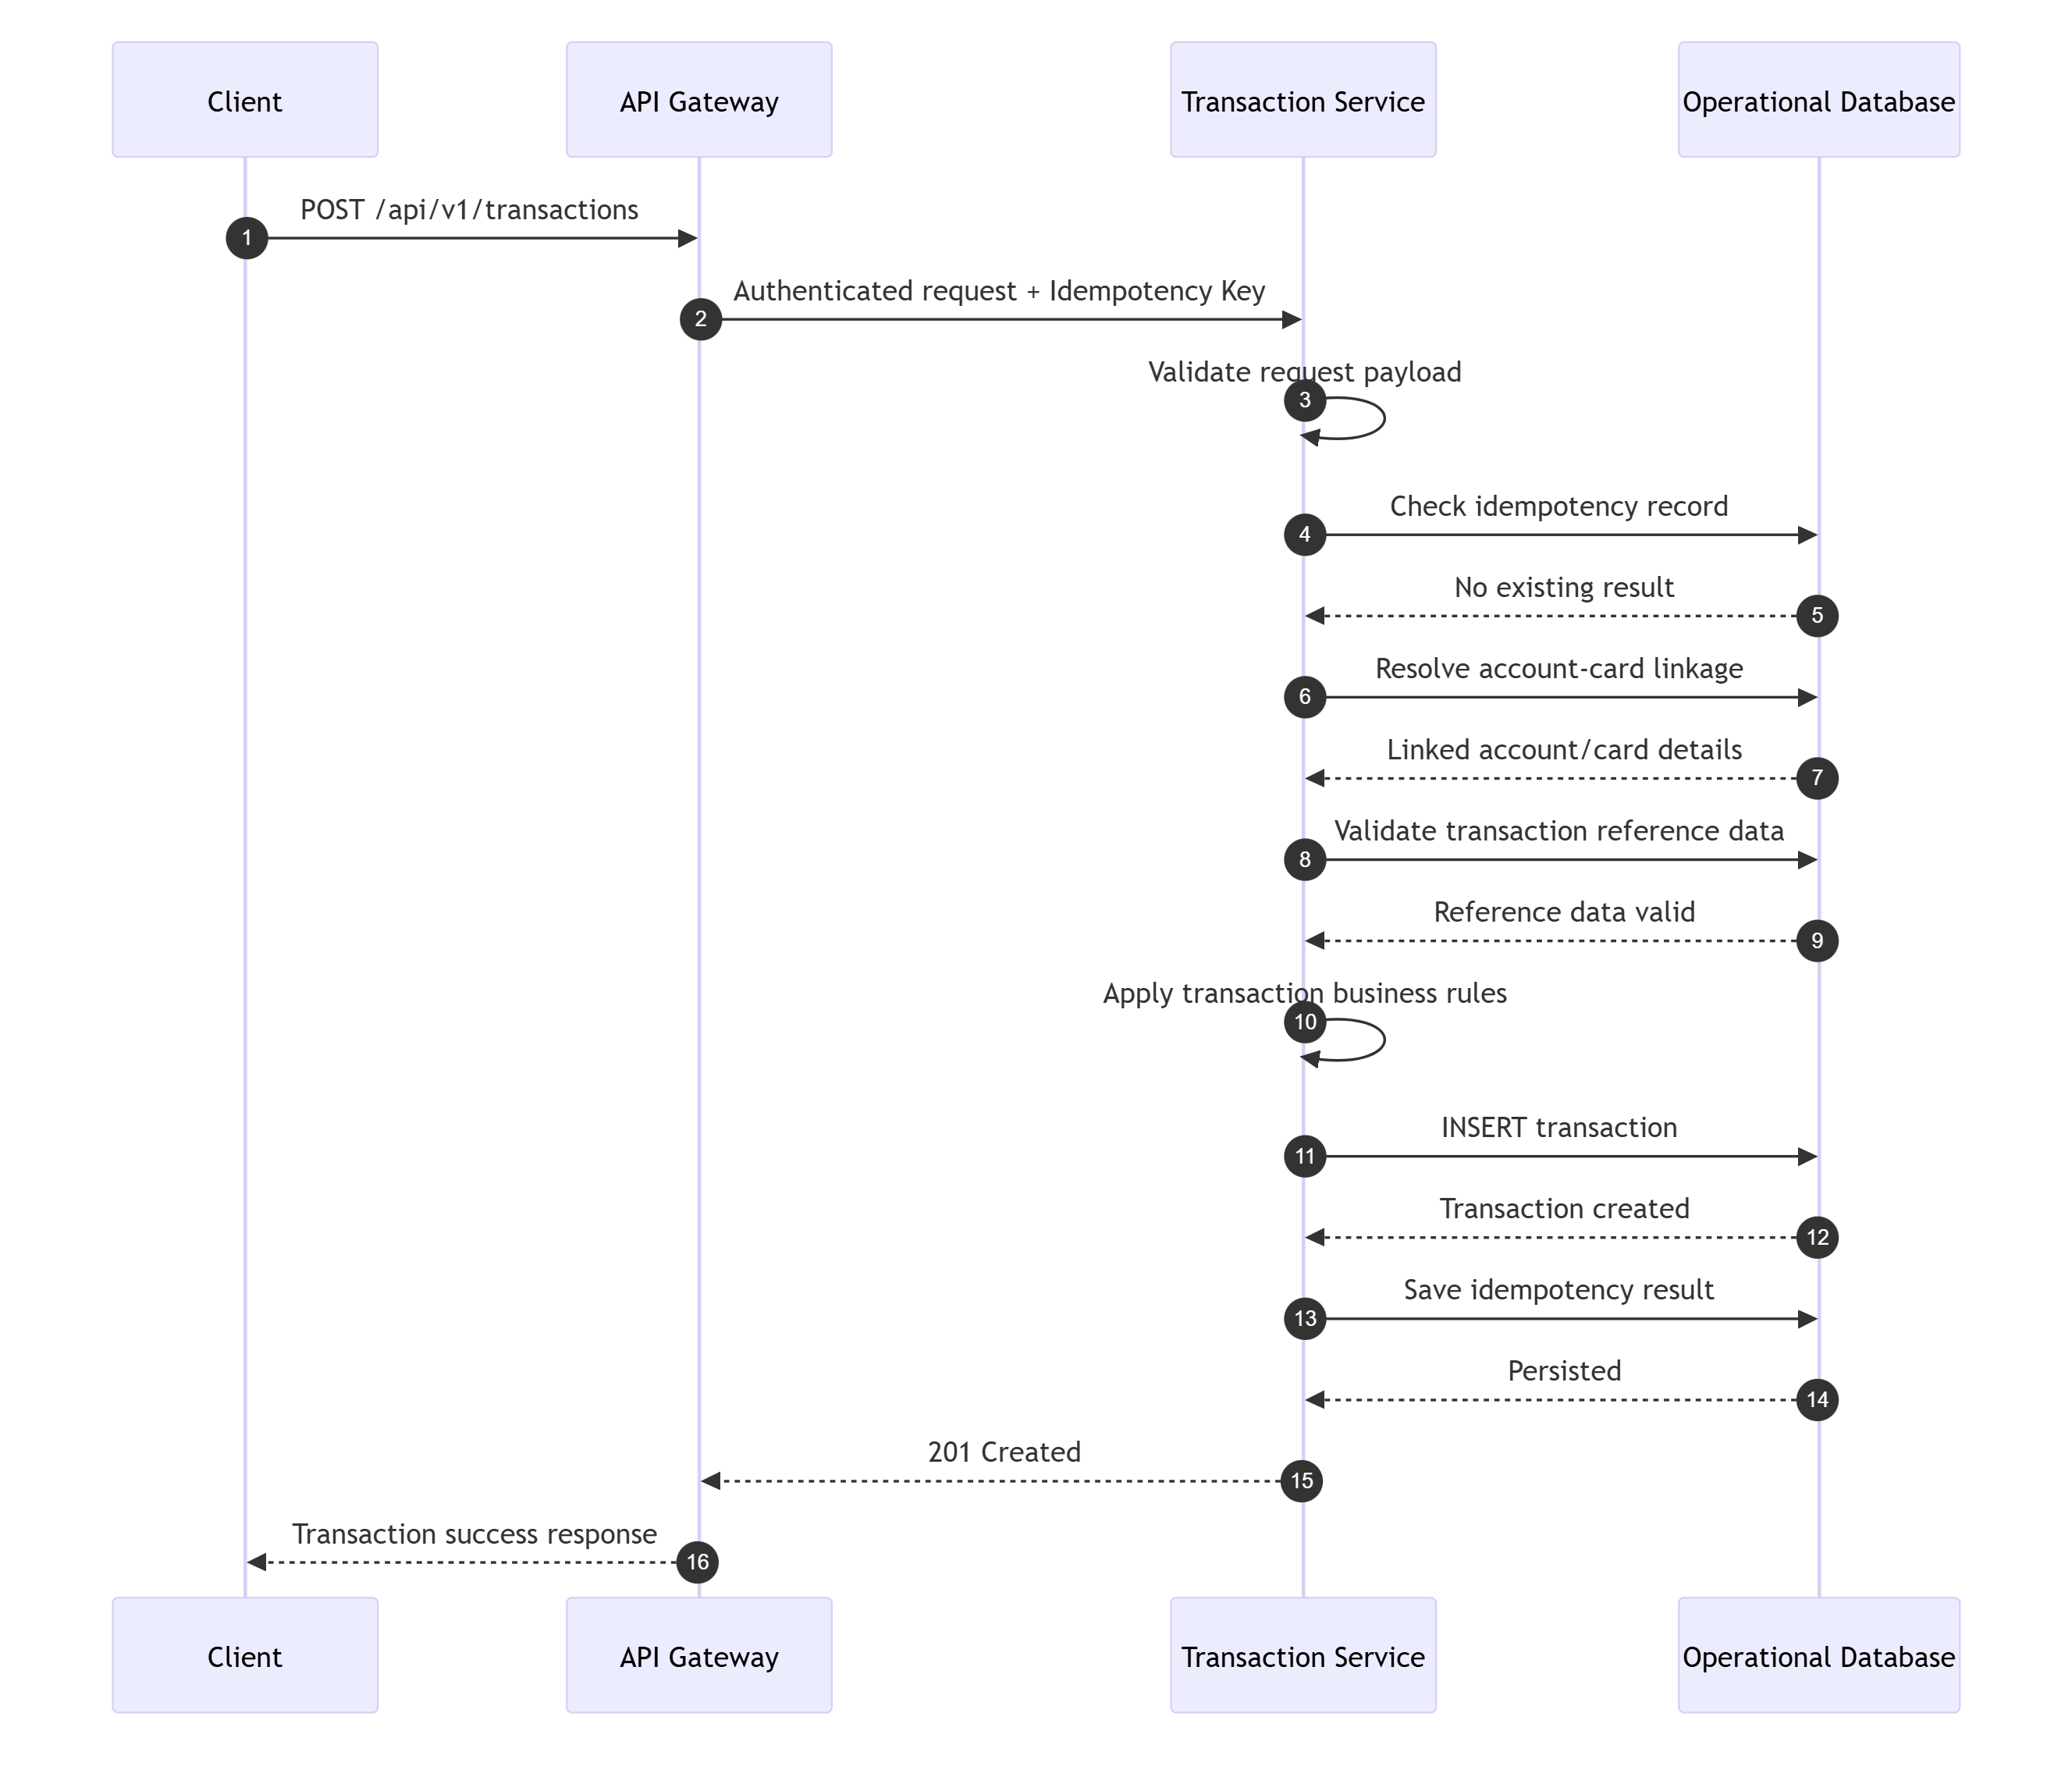 Client
API Gateway
Transaction Service
Operational Database
POST /api/v1/transactions
1
Authenticated request + Idempotency Key
2
Validate request payload
3
Check idempotency record
4
No existing result
5
Resolve account-card linkage
6
Linked account/card details
7
Validate transaction reference data
8
Reference data valid
9
Apply transaction business rules
10
INSERT transaction
11
Transaction created
12
Save idempotency result
13
Persisted
14
201 Created
15
Transaction success response
16
Client
API Gateway
Transaction Service
Operational Database